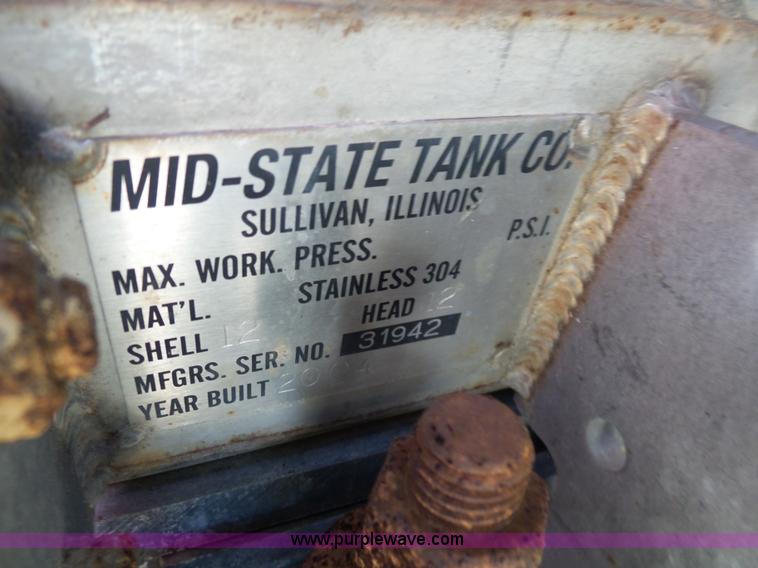 MID-STATE TANK CO.
SULLIVAN, ILLINOIS
MAX. WORK. PRESS. P.S.I.
MAT'L. STAINLESS 304
SHELL 12 HEAD 12
MFGRS. SER. NO. 31942
YEAR BUILT 2004
www.purplewave.com